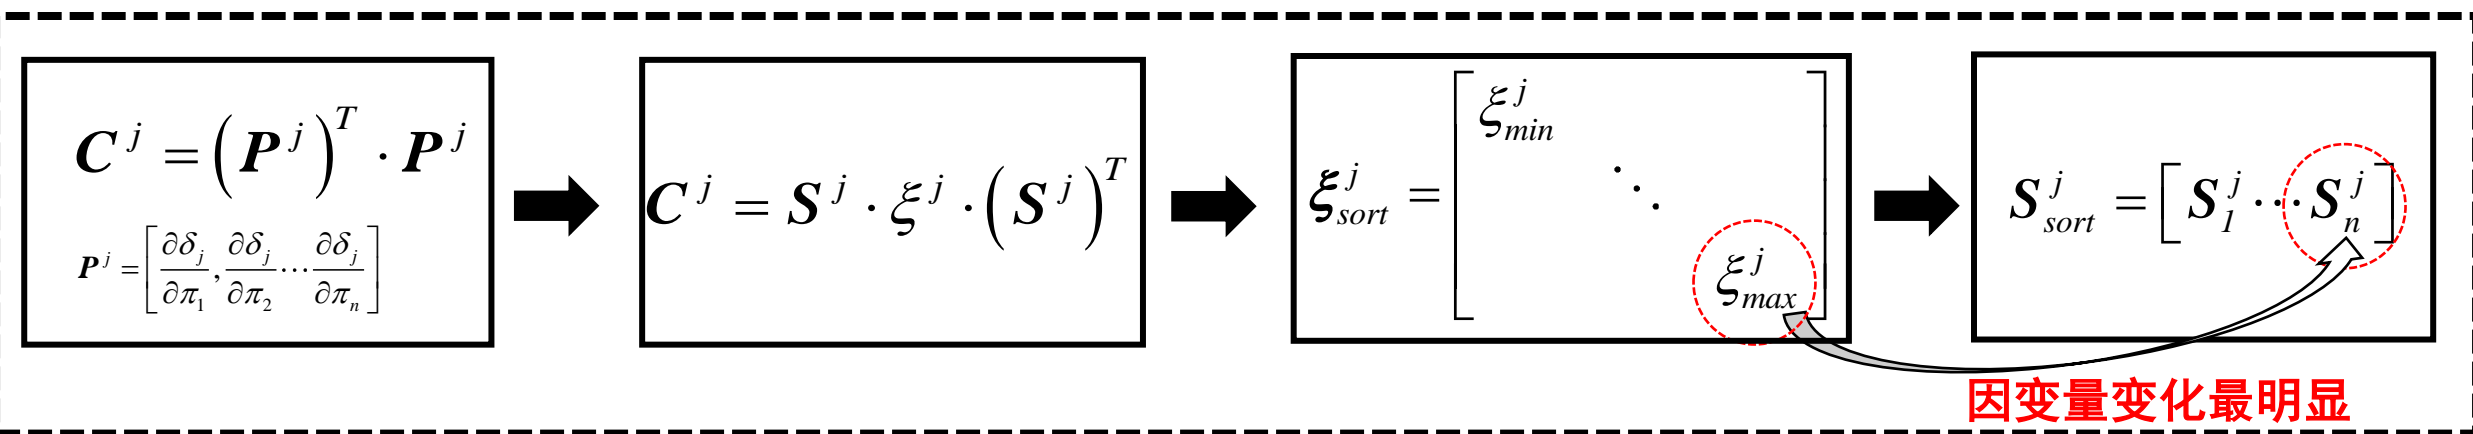 C^j = (P^j)^T · P^j
P^j = [∂δ_j/∂π_1, ∂δ_j/∂π_2 ⋯ ∂δ_j/∂π_n]
C^j = S^j · ξ^j · (S^j)^T
ξ^j_sort = [ξ^j_min ⋱ ξ^j_max]
S^j_sort = [S^j_1 ⋯ S^j_n]
因变量变化最明显